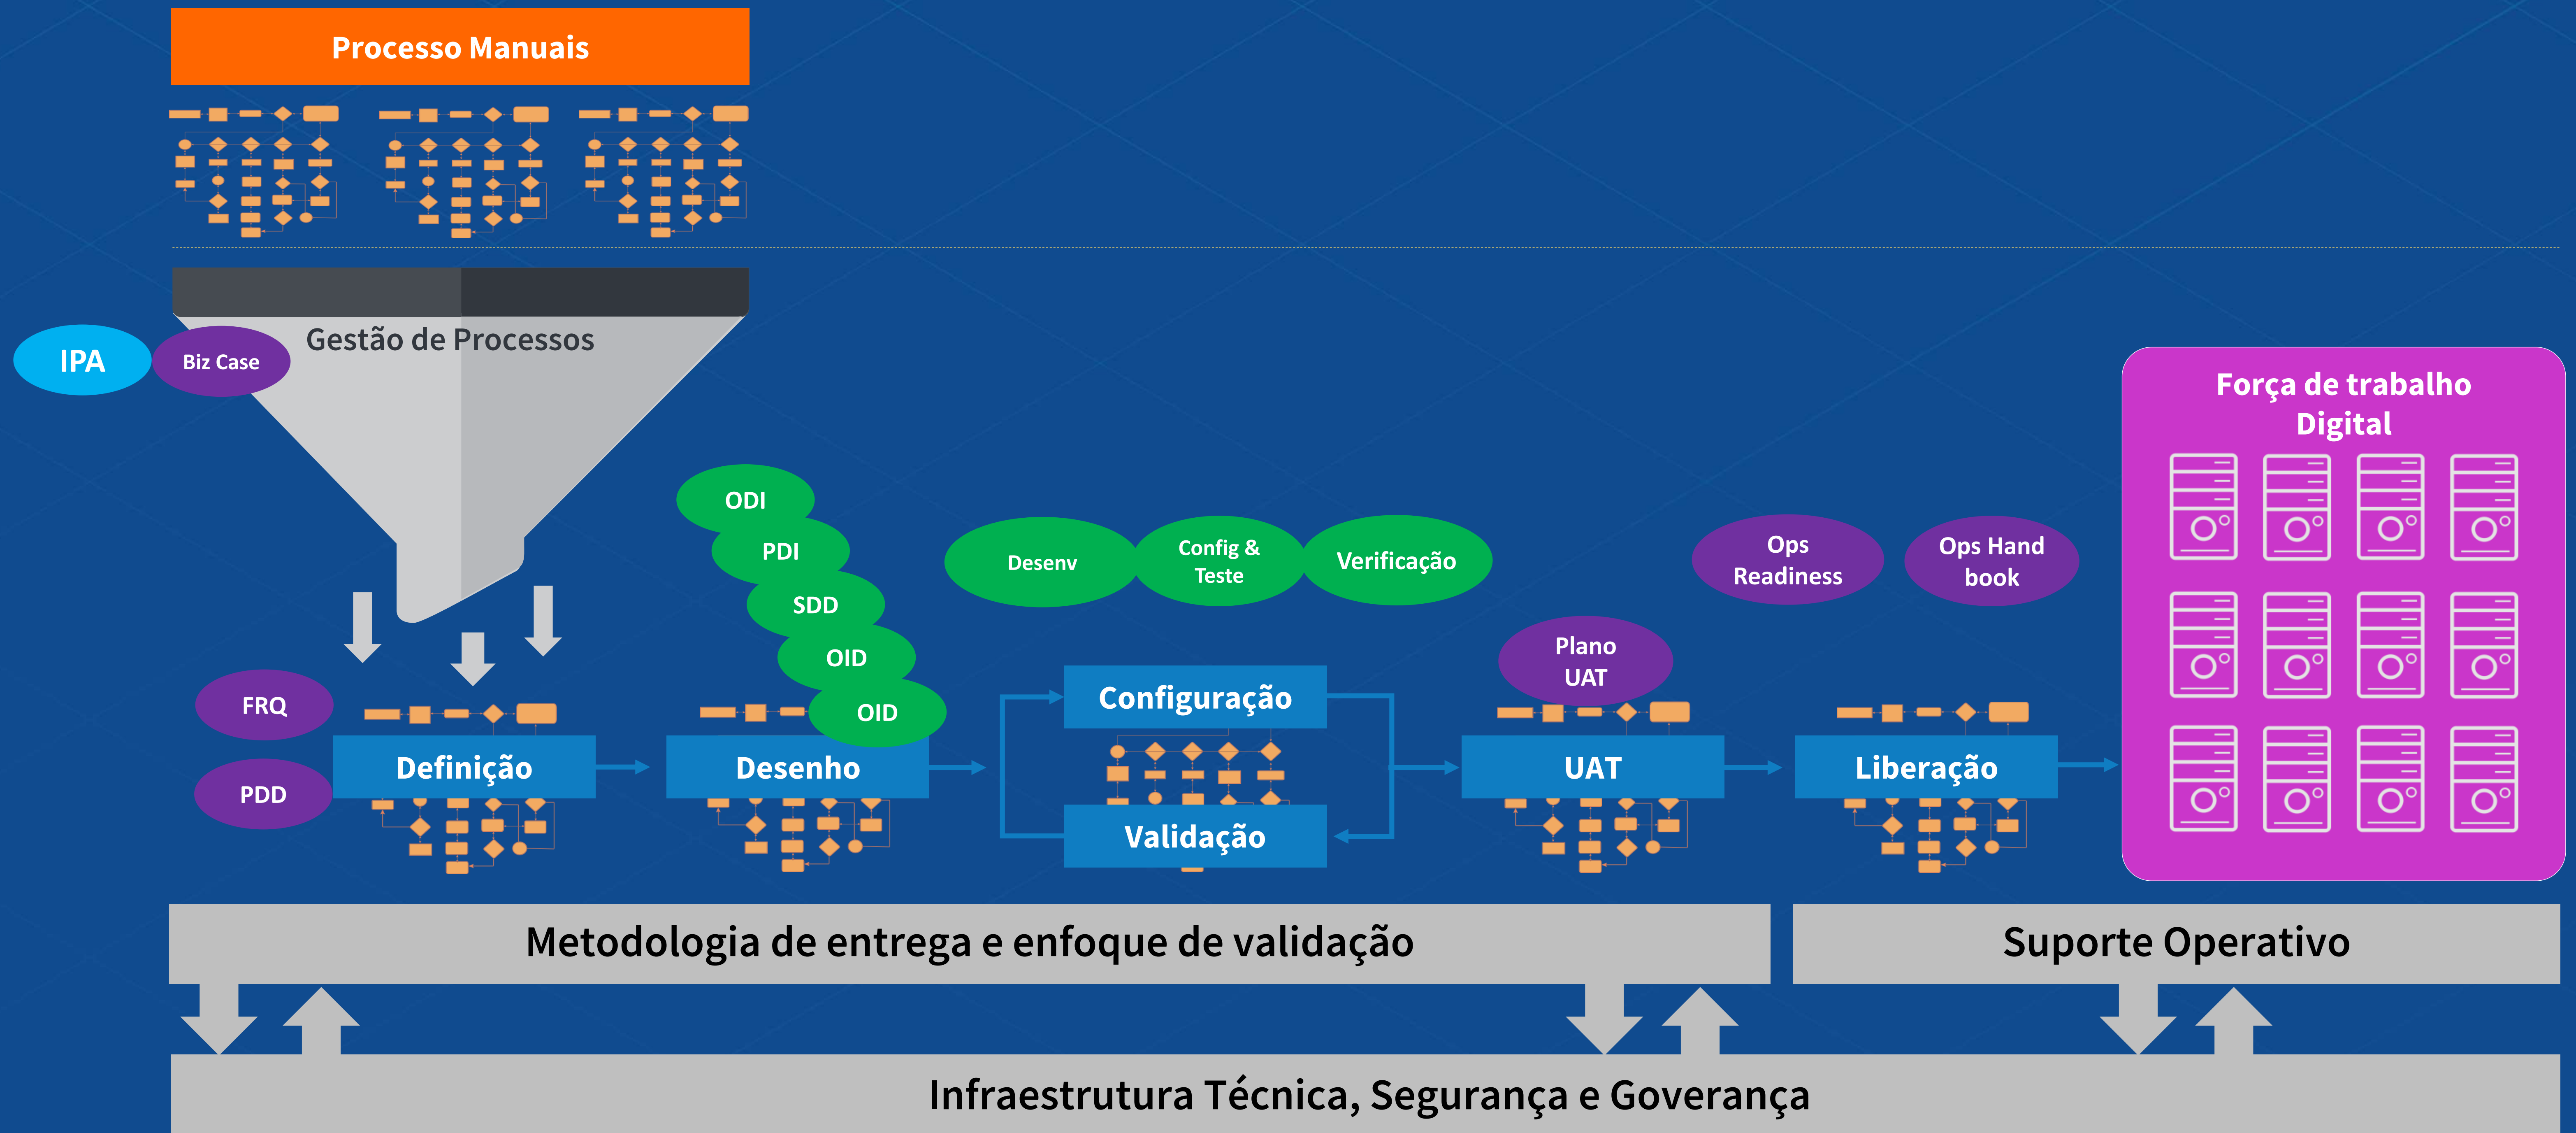 Processo Manuais
Gestão de Processos
IPA
Biz Case
Força de trabalho
Digital
ODI
PDI
SDD
OID
OID
Desenv
Config &
Teste
Verificação
Ops
Readiness
Ops Hand
book
Plano
UAT
FRQ
PDD
Definição
Desenho
Configuração
Validação
UAT
Liberação
Metodologia de entrega e enfoque de validação
Suporte Operativo
Infraestrutura Técnica, Segurança e Goverança